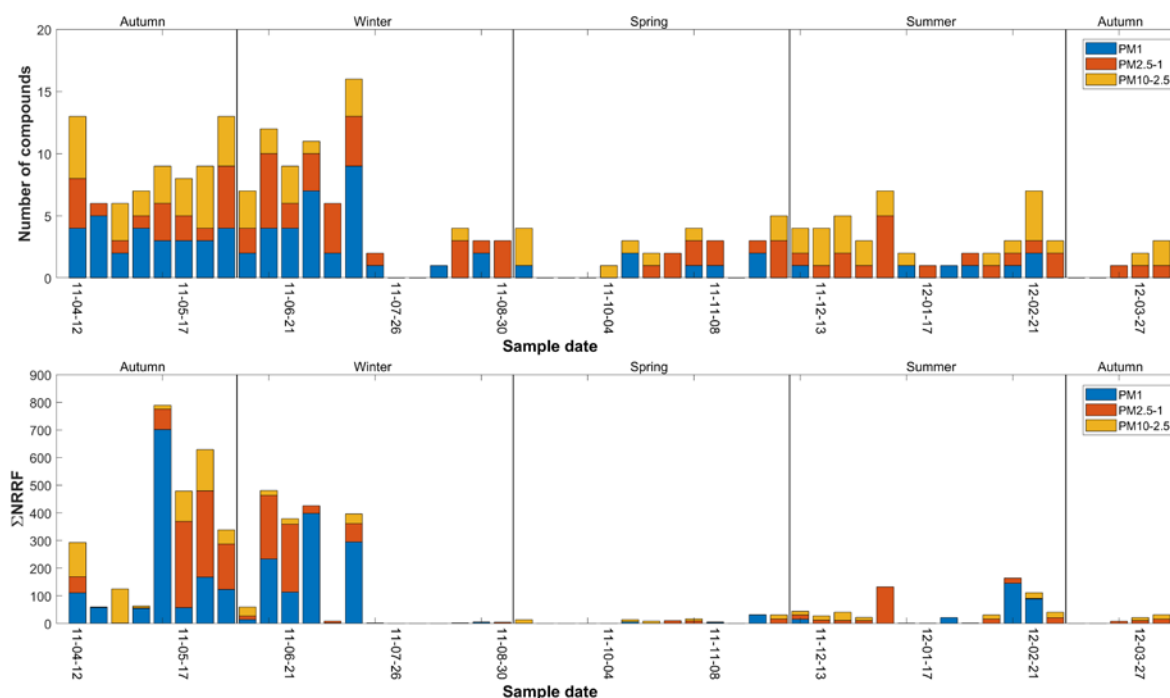 Autumn Winter Spring Summer Autumn
20
15
10
5
0
Number of compounds
PM1
PM2.5-1
PM10-2.5
11-04-12 11-05-17 11-06-21 11-07-26 11-08-30 11-10-04 11-11-08 11-12-13 12-01-17 12-02-21 12-03-27
Sample date
Autumn Winter Spring Summer Autumn
900
800
700
600
500
400
300
200
100
0
ΣNRRF
PM1
PM2.5-1
PM10-2.5
11-04-12 11-05-17 11-06-21 11-07-26 11-08-30 11-10-04 11-11-08 11-12-13 12-01-17 12-02-21 12-03-27
Sample date